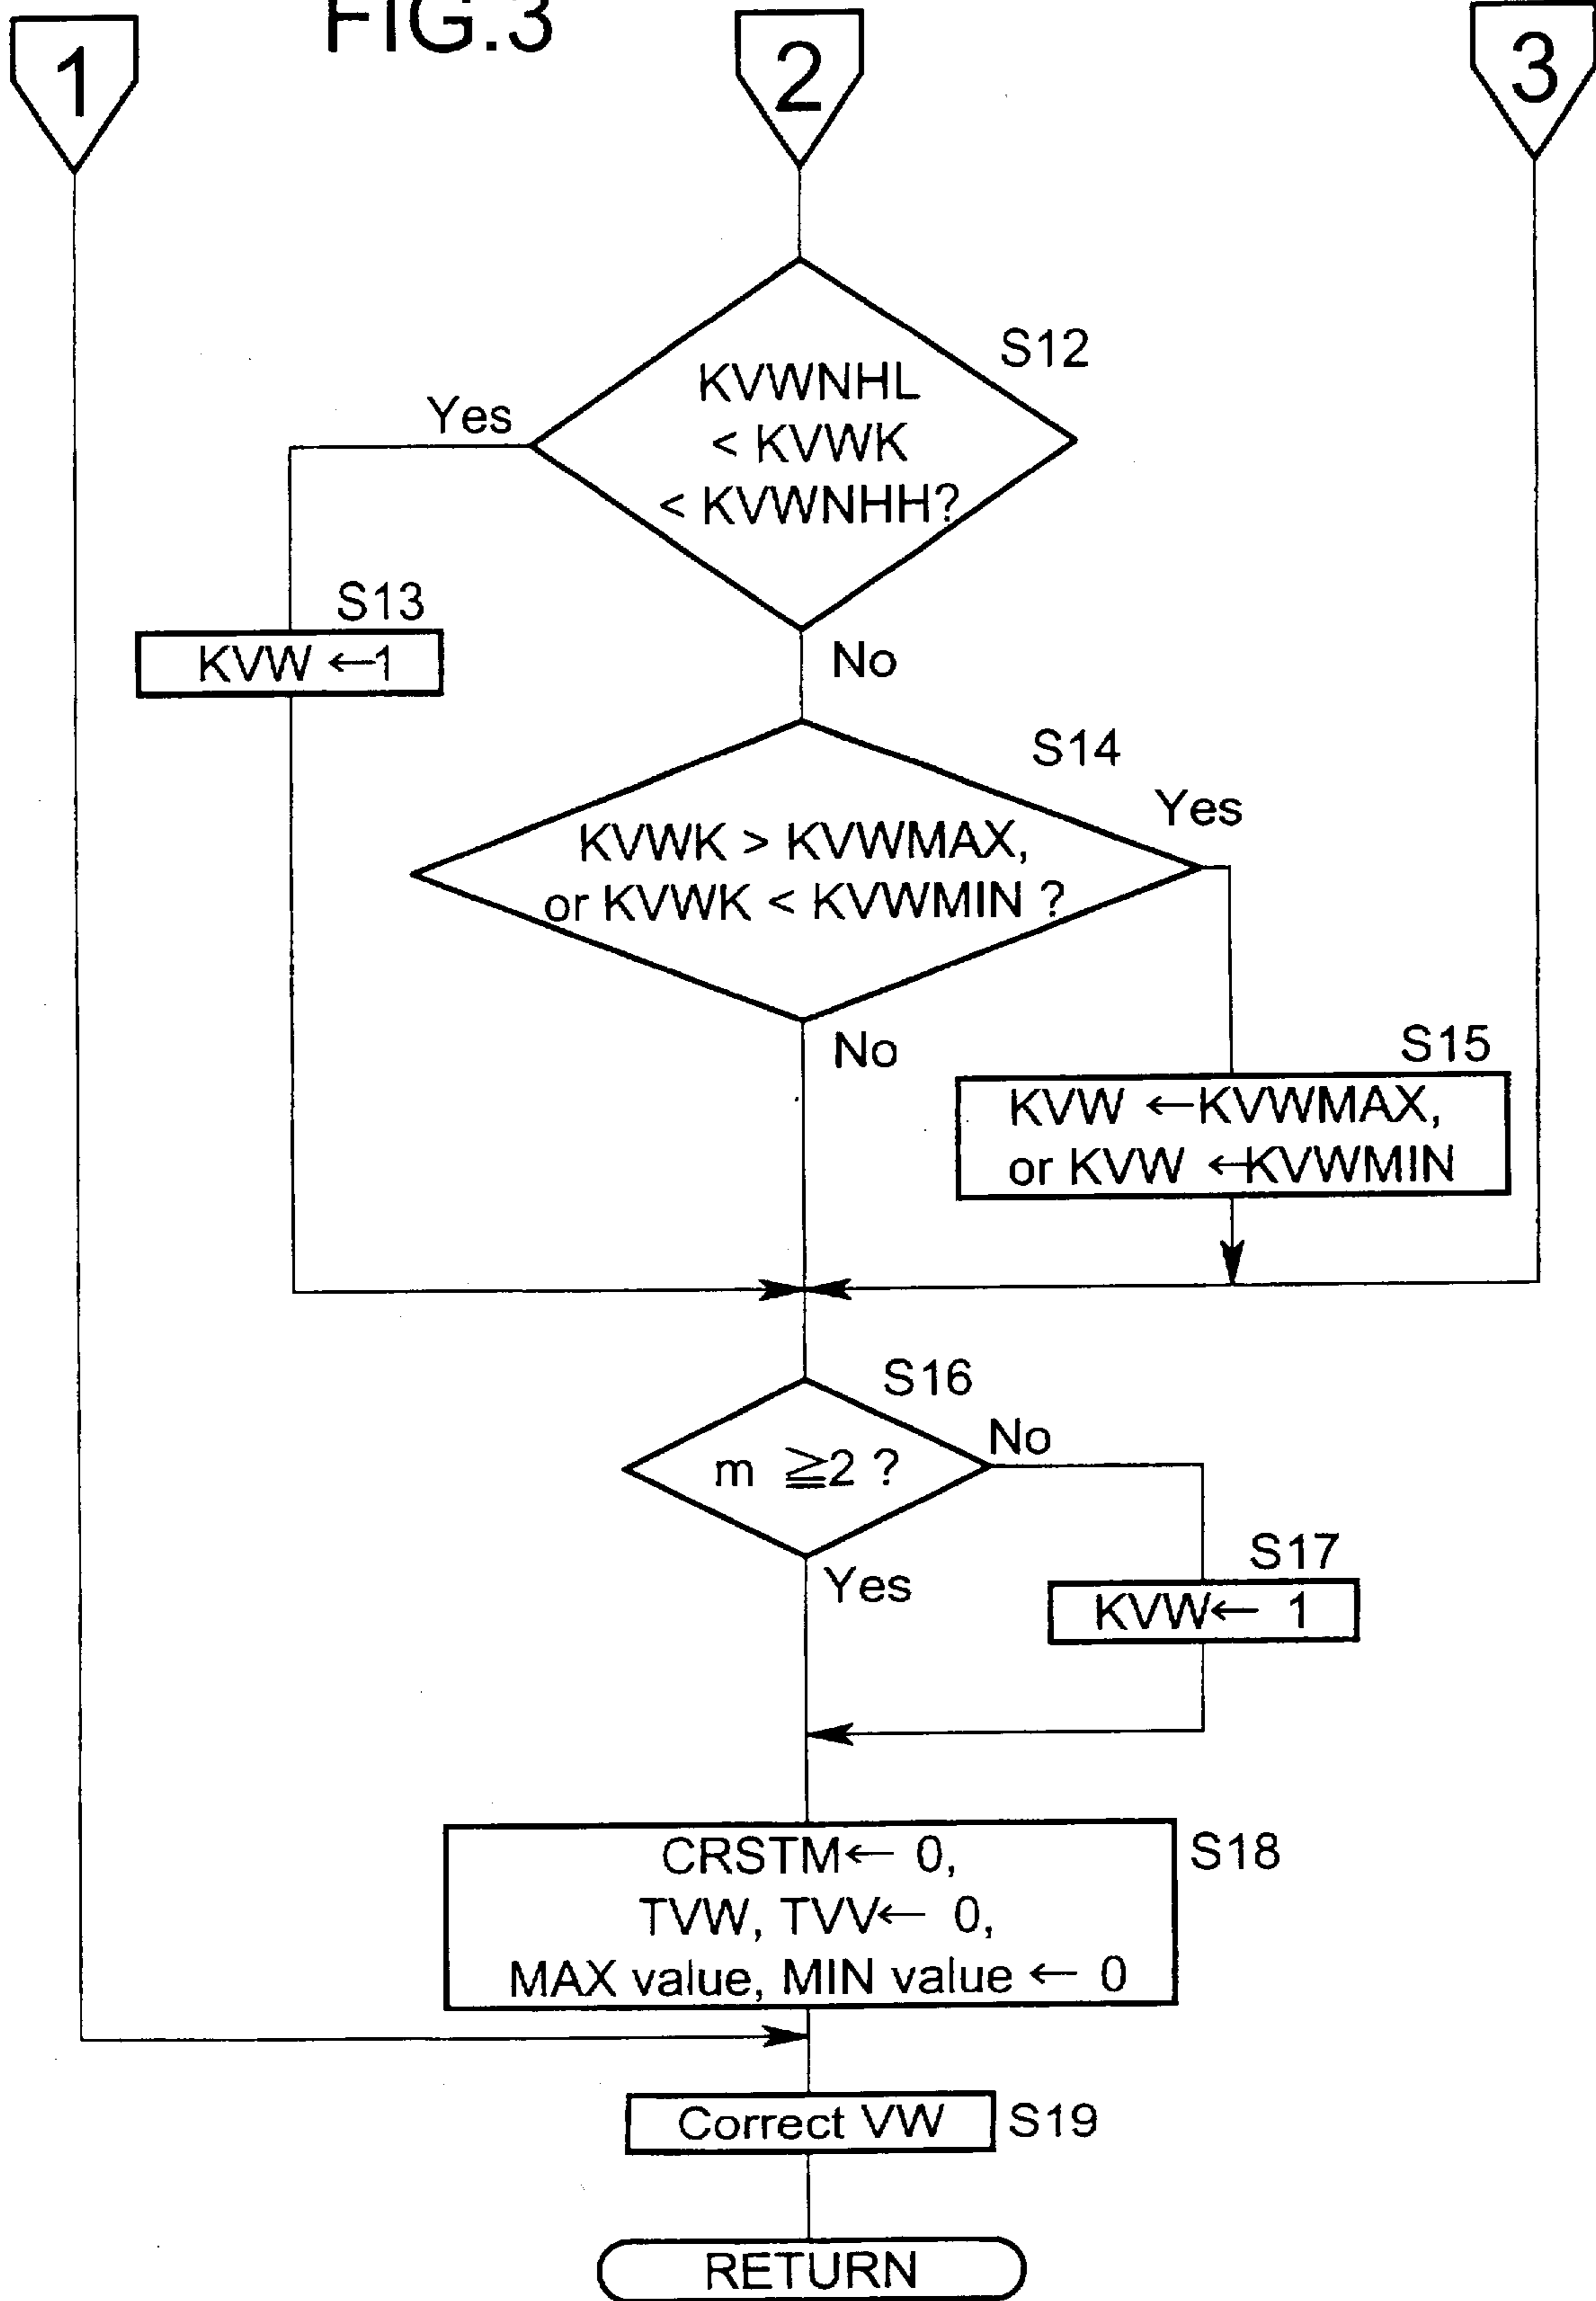 FIG.3
1
2
3
S12
KVWNHL
< KVWK
< KVWNHH?
Yes
S13
KVW ←1
No
S14
Yes
KVWK > KVWMAX,
or KVWK < KVWMIN ?
No
S15
KVW ←KVWMAX,
or KVW ←KVWMIN
S16
No
m ≧2 ?
S17
Yes
KVW← 1
CRSTM← 0,
S18
TVW, TVV← 0,
MAX value, MIN value ← 0
Correct VW
S19
RETURN